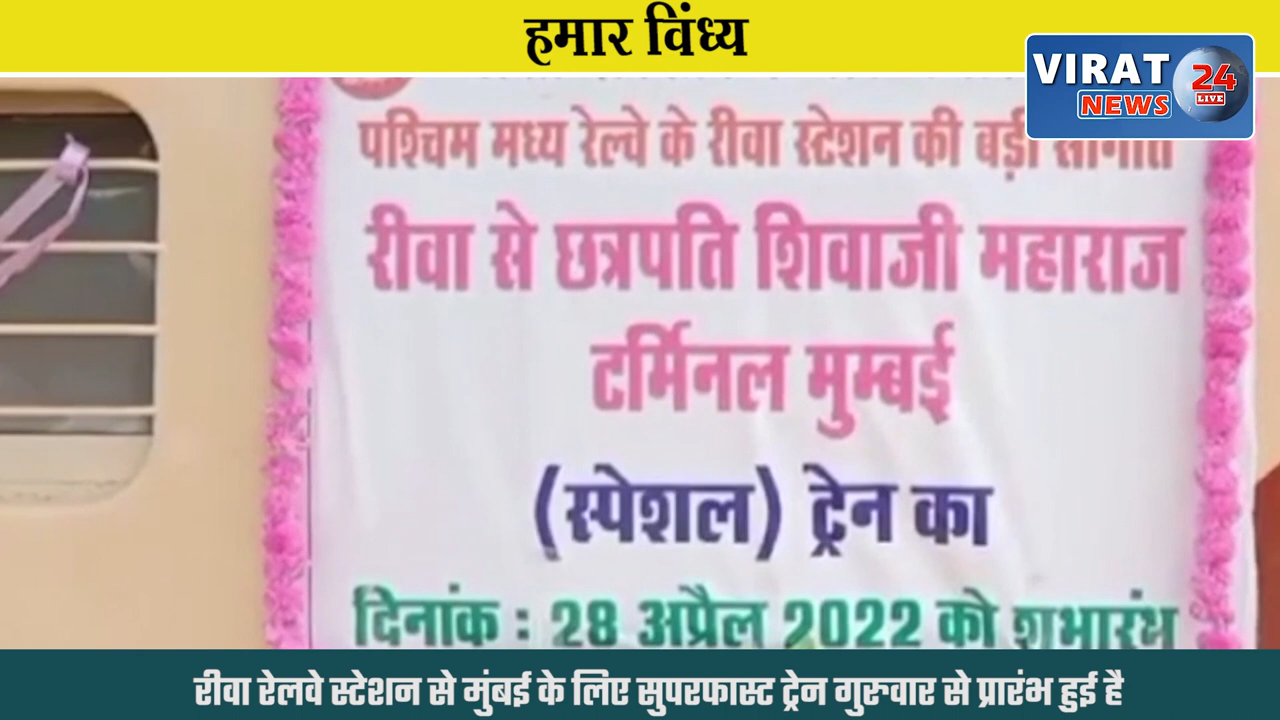 हमार विंध्य
VIRAT
NEWS
24
LIVE
पश्चिम मध्य रेल्वे के रीवा स्टेशन की बड़ी
रीवा से छत्रपति शिवाजी महाराज
टर्मिनल मुम्बई
(स्पेशल) ट्रेन का
दिनांक : 28 अप्रैल 2022 को शुभारंभ
रीवा रेलवे स्टेशन से मुंबई के लिए सुपरफास्ट ट्रेन गुरुवार से प्रारंभ हुई है